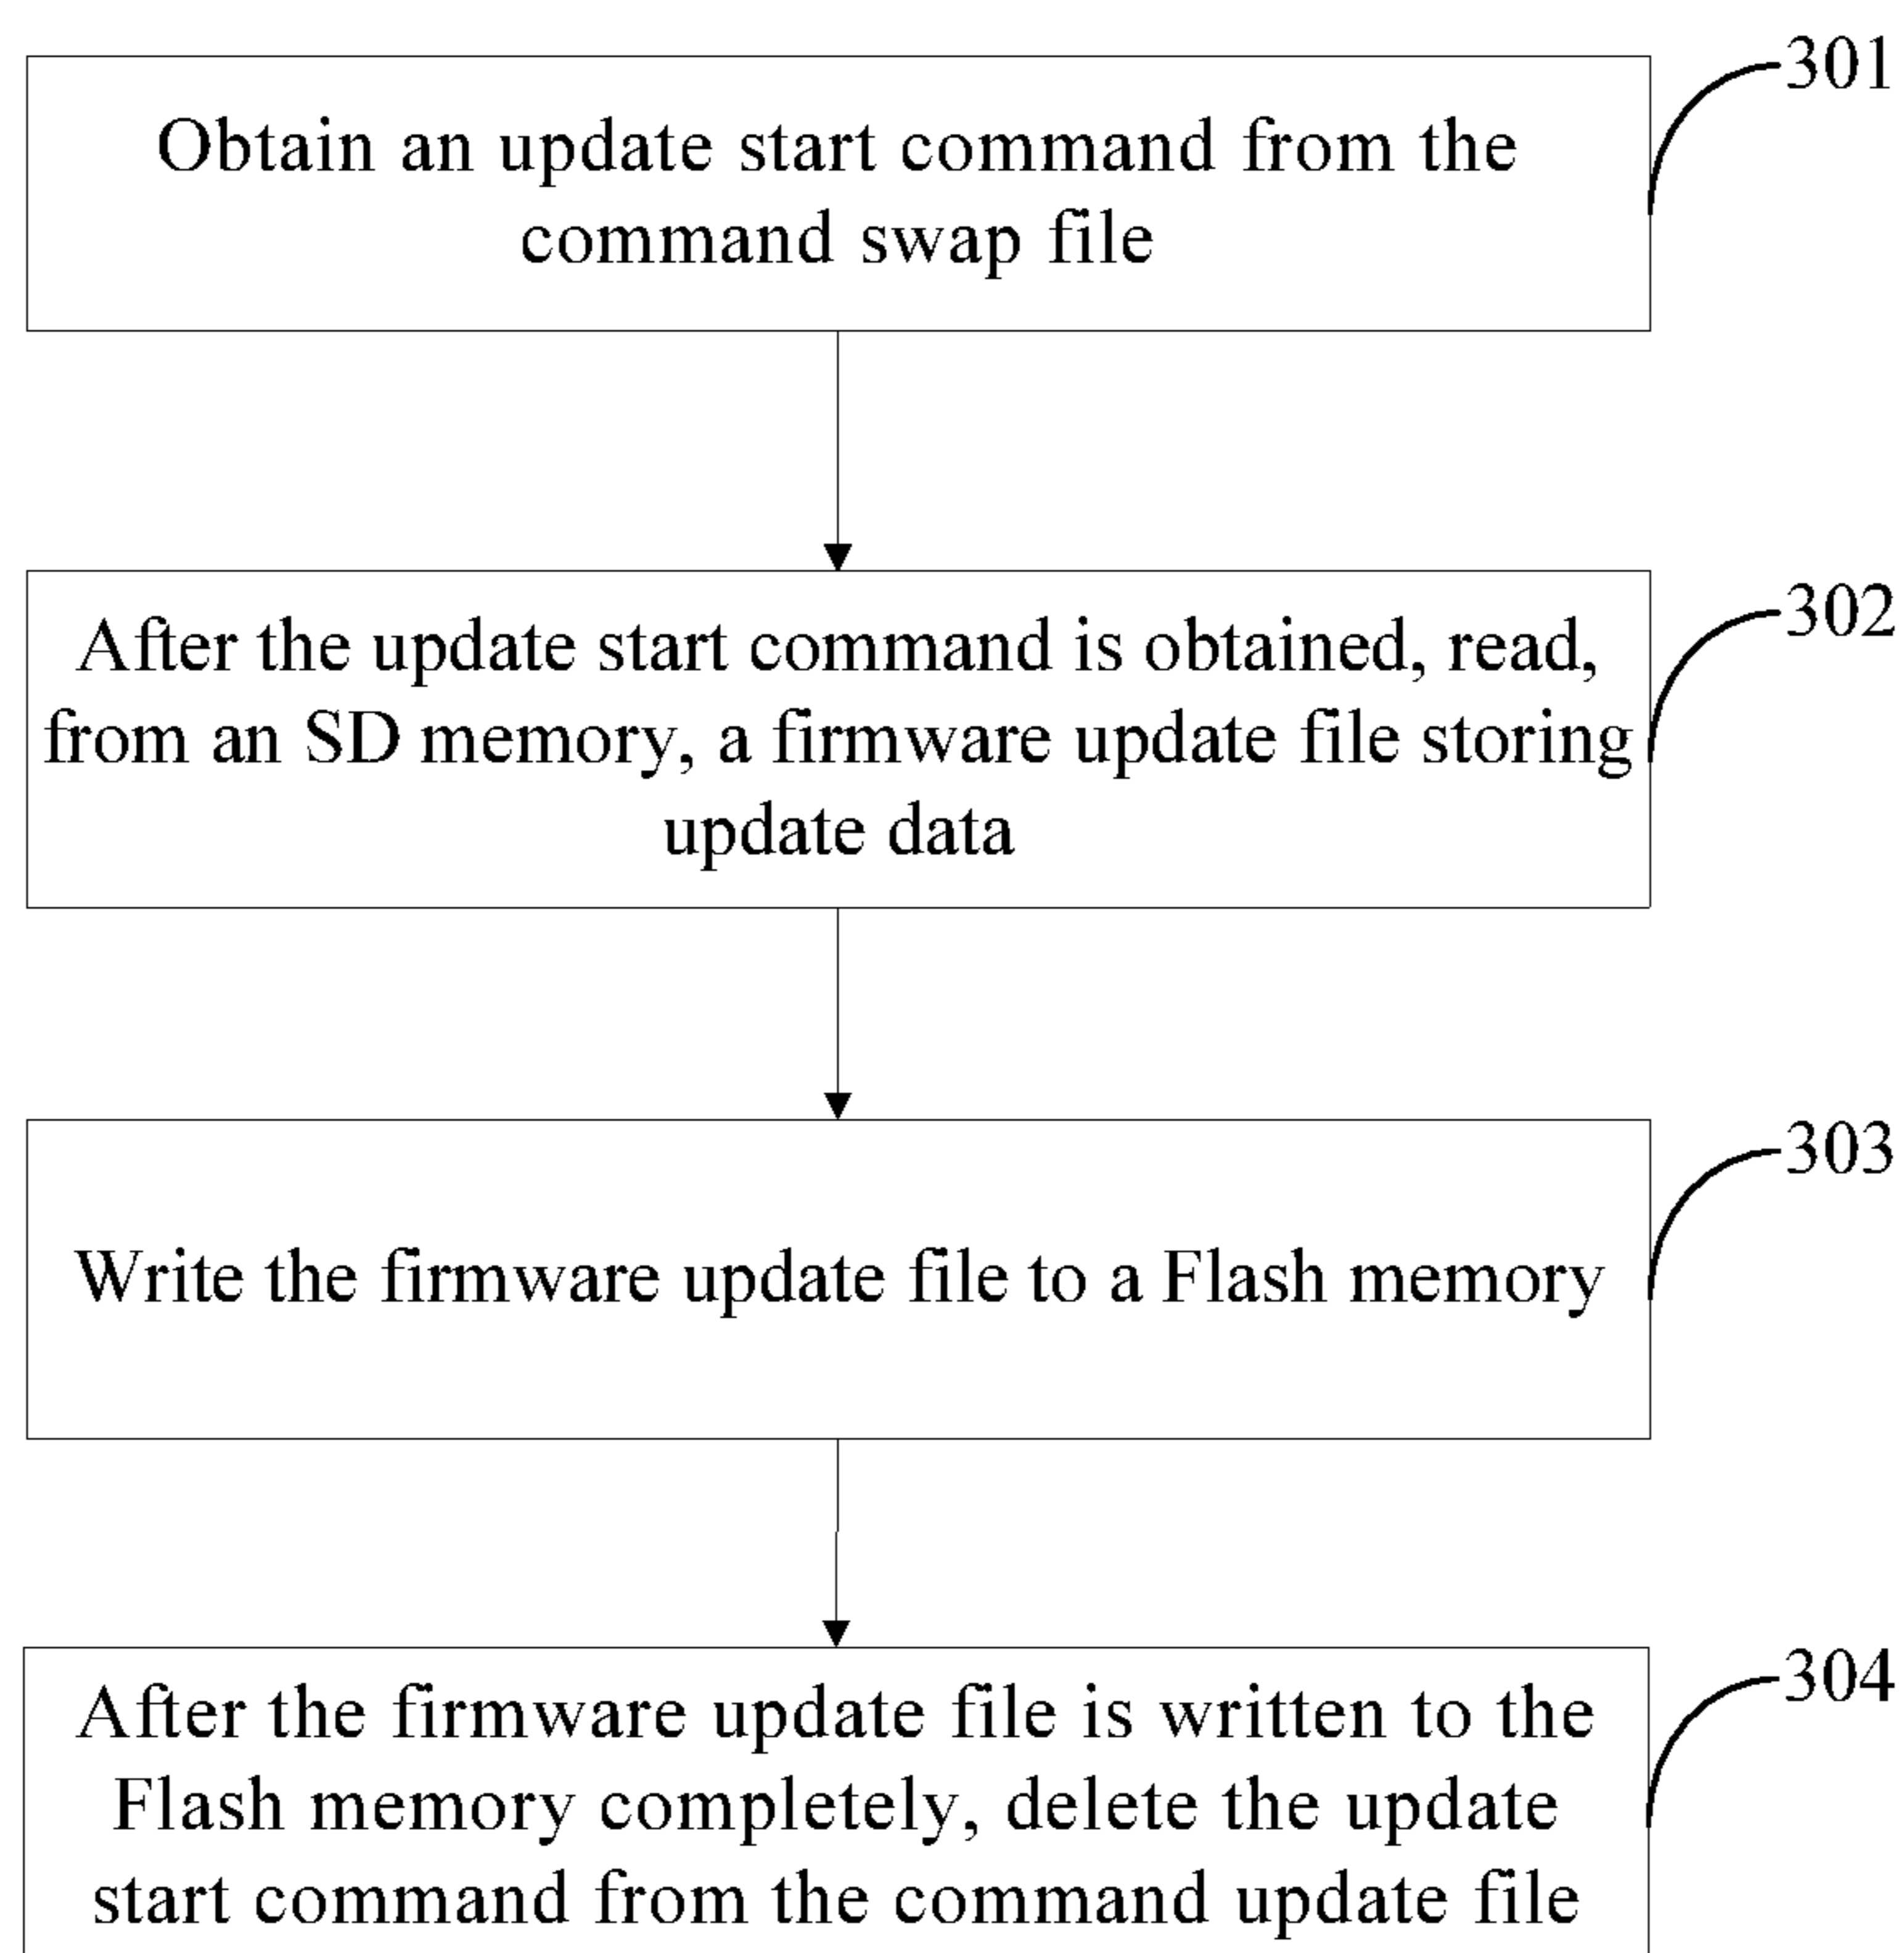 301
Obtain an update start command from the
command swap file
302
After the update start command is obtained, read,
from an SD memory, a firmware update file storing
update data
303
Write the firmware update file to a Flash memory
304
After the firmware update file is written to the
Flash memory completely, delete the update
start command from the command update file